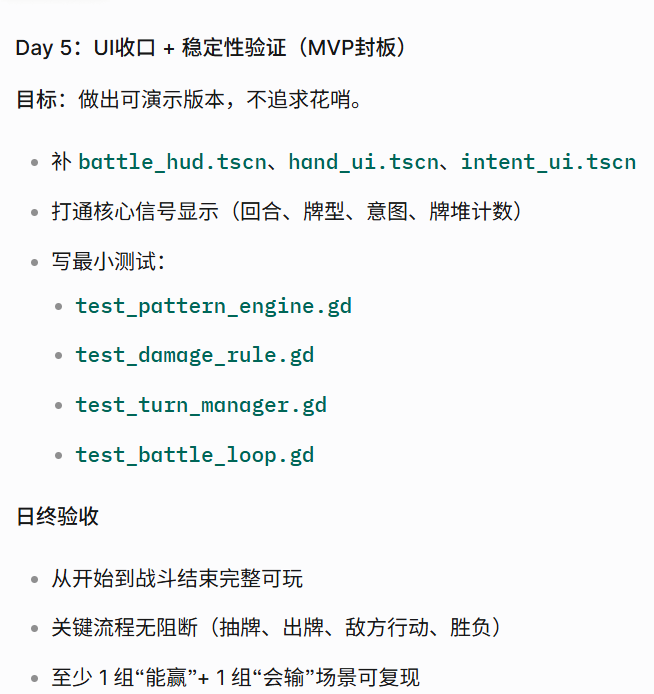 Day 5：UI收口 + 稳定性验证（MVP封板）
目标：做出可演示版本，不追求花哨。
补 battle_hud.tscn、hand_ui.tscn、intent_ui.tscn
打通核心信号显示（回合、牌型、意图、牌堆计数）
写最小测试：
test_pattern_engine.gd
test_damage_rule.gd
test_turn_manager.gd
test_battle_loop.gd
日终验收
从开始到战斗结束完整可玩
关键流程无阻断（抽牌、出牌、敌方行动、胜负）
至少 1 组“能赢”+ 1 组“会输”场景可复现